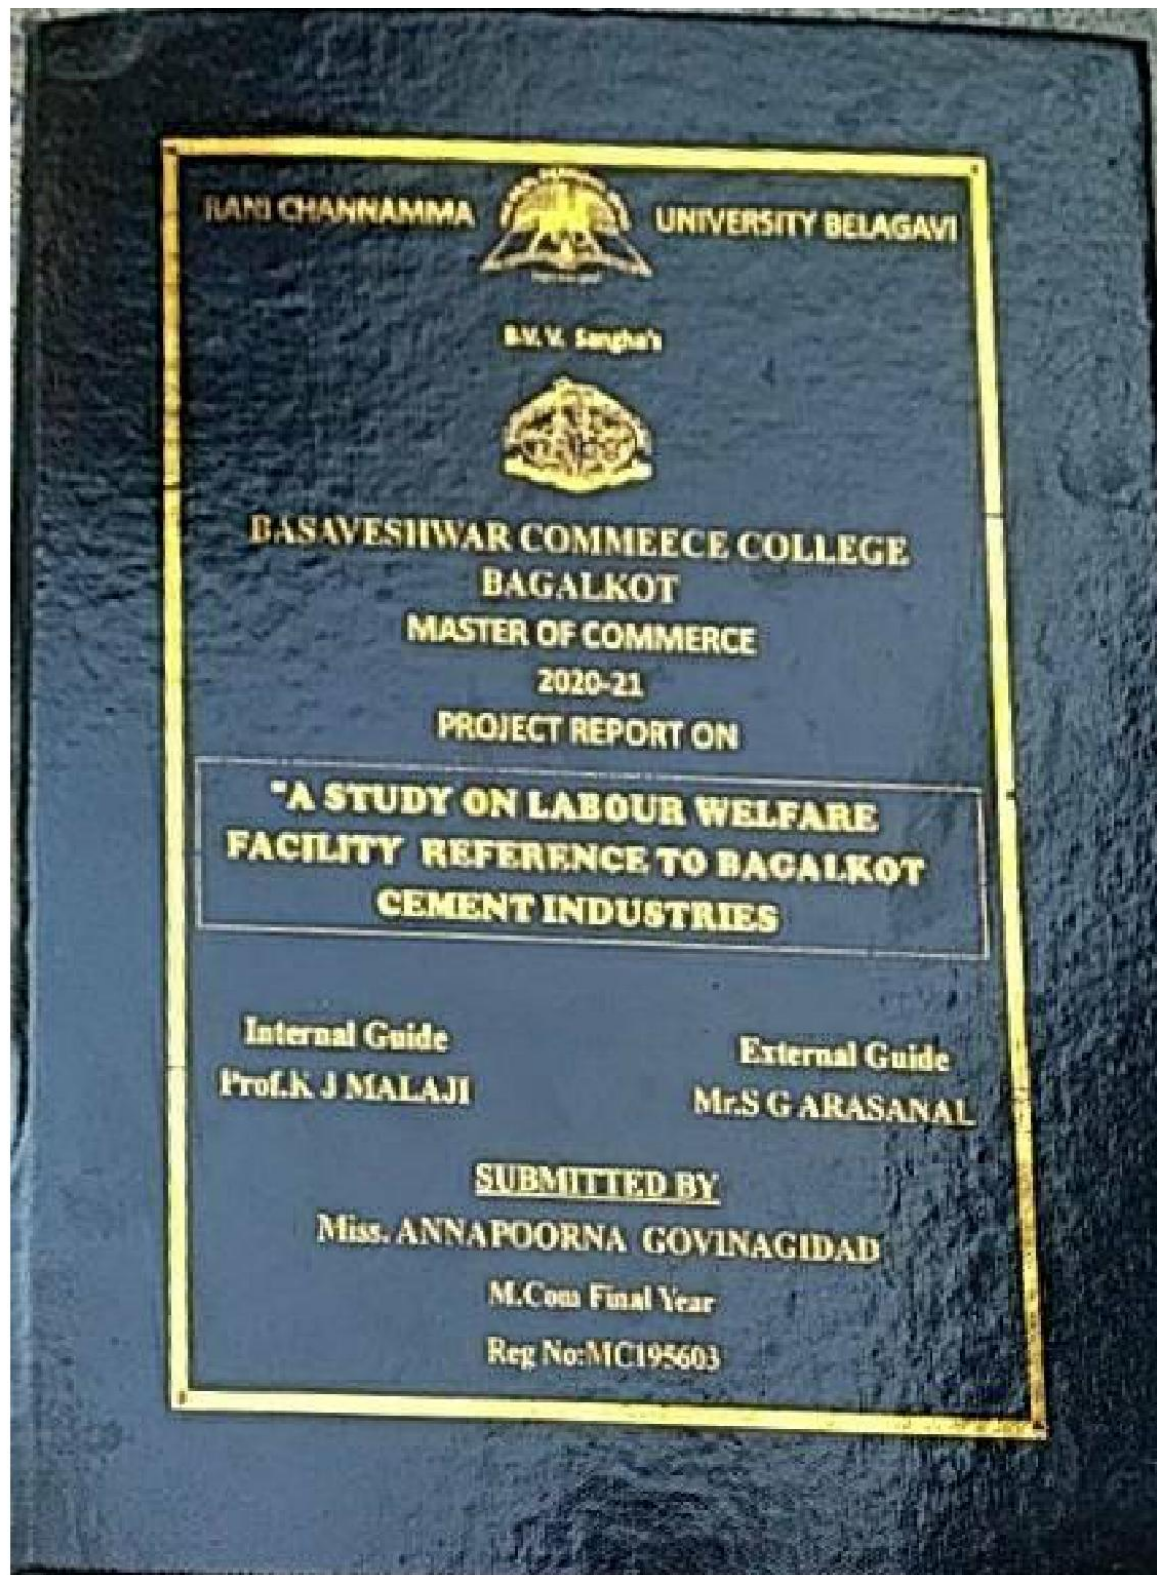 RANI CHANNAMMA UNIVERSITY BELAGAVI
B.V.V. Sangha's
BASAVESHWAR COMMEECE COLLEGE
BAGALKOT
MASTER OF COMMERCE
2020-21
PROJECT REPORT ON
"A STUDY ON LABOUR WELFARE
FACILITY REFERENCE TO BAGALKOT
CEMENT INDUSTRIES
Internal Guide
Prof.K J MALAJI
External Guide
Mr.S G ARASANAL
SUBMITTED BY
Miss. ANNAPOORNA GOVINAGIDAD
M.Com Final Year
Reg No:MC195603